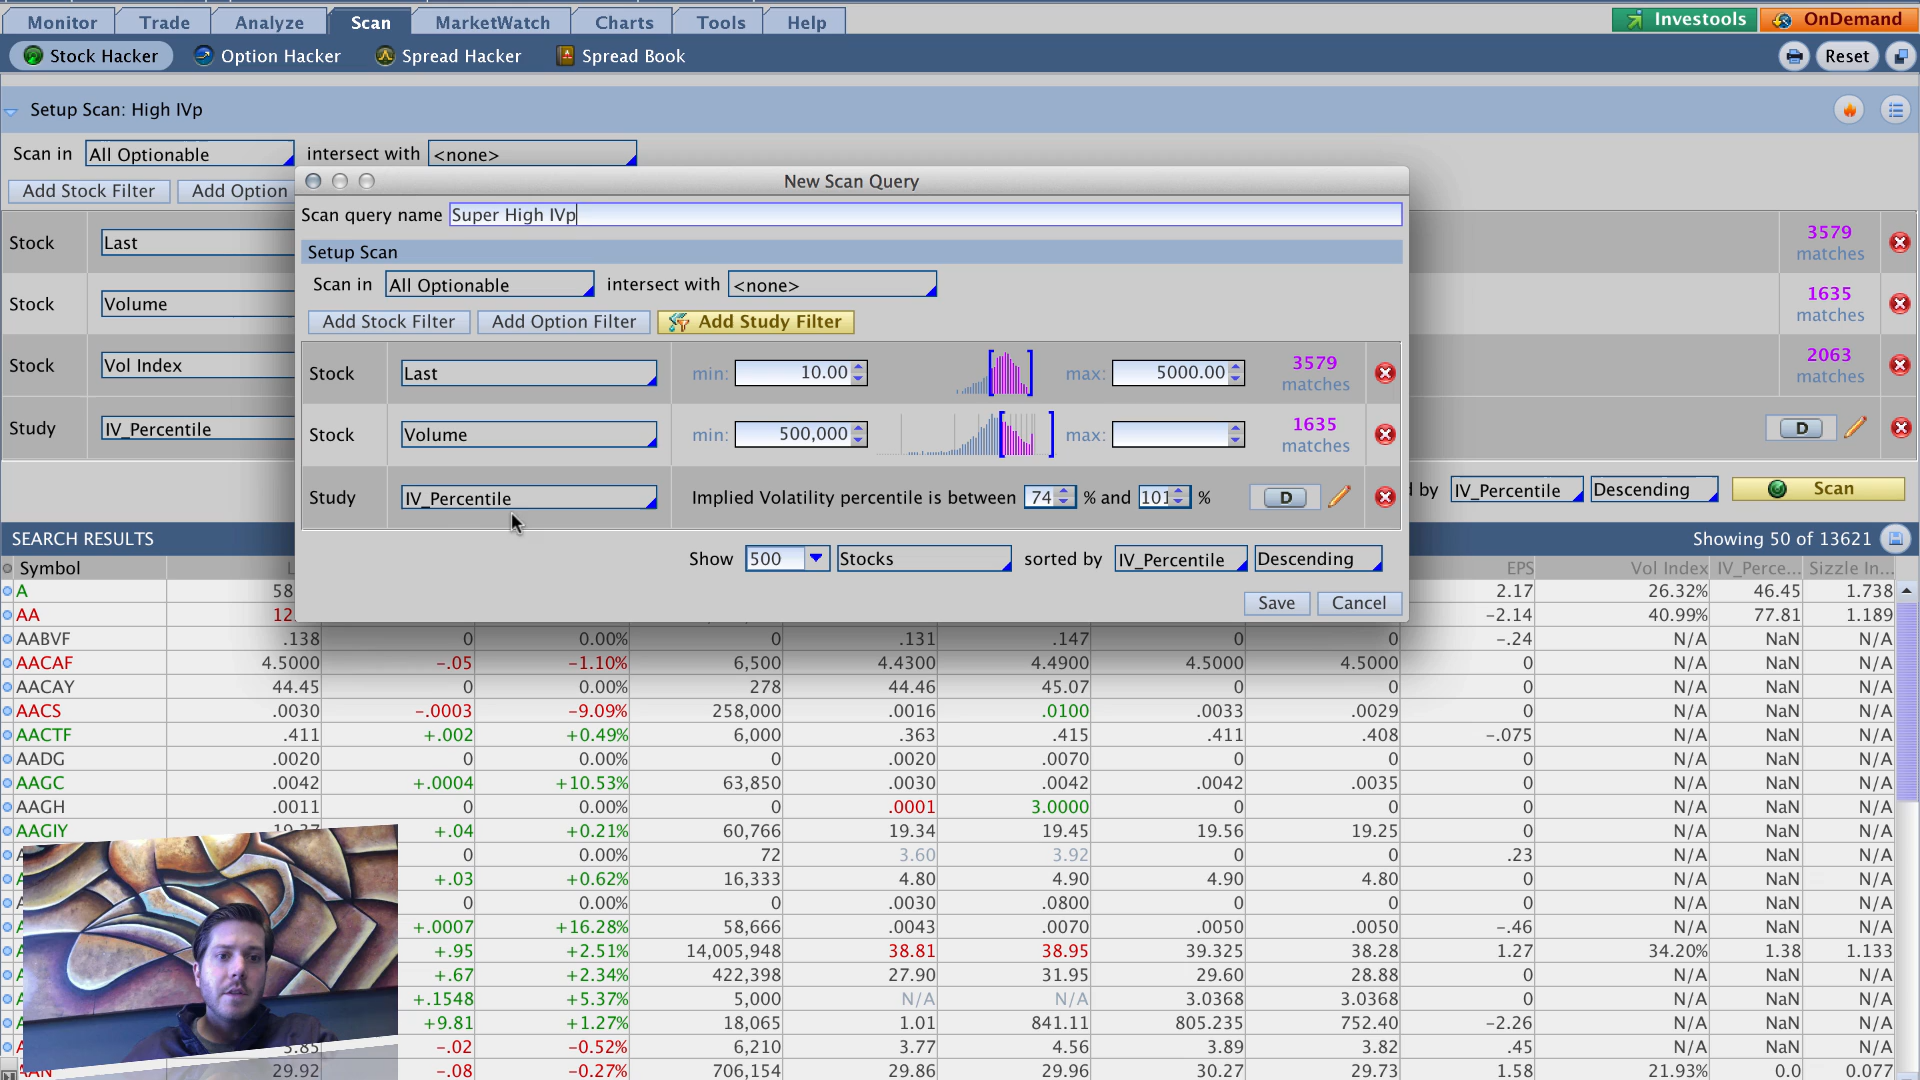 Monitor Trade Analyze Scan MarketWatch Charts Tools Help Investools OnDemand
Stock Hacker Option Hacker Spread Hacker Spread Book Reset
Setup Scan: High IVp
Scan in All Optionable intersect with <none>
Add Stock Filter Add Option
New Scan Query
Scan query name Super High IVp
Setup Scan
Scan in All Optionable intersect with <none>
Add Stock Filter Add Option Filter Add Study Filter
Stock Last min: 10.00 max: 5000.00 3579 matches
Stock Volume min: 500,000 max: 1635 matches
Study IV_Percentile Implied Volatility percentile is between 74 % and 101 % D
Show 500 Stocks sorted by IV_Percentile Descending
Save Cancel
Stock Last 3579 matches
Stock Volume 1635 matches
Stock Vol Index 2063 matches
Study IV_Percentile D
by IV_Percentile Descending Scan
SEARCH RESULTS Showing 50 of 13621
Symbol EPS Vol Index IV_Perce... Sizzle In...
A 58 2.17 26.32% 46.45 1.738
AA 12 -2.14 40.99% 77.81 1.189
AABVF .138 0 0.00% 0 .131 .147 0 0 -.24 N/A NaN N/A
AACAF 4.5000 -.05 -1.10% 6,500 4.4300 4.4900 4.5000 4.5000 0 N/A NaN N/A
AACAY 44.45 0 0.00% 278 44.46 45.07 0 0 0 N/A NaN N/A
AACS .0030 -.0003 -9.09% 258,000 .0016 .0100 .0033 .0029 0 N/A NaN N/A
AACTF .411 +.002 +0.49% 6,000 .363 .415 .411 .408 -.075 N/A NaN N/A
AADG .0020 0 0.00% 0 .0020 .0070 0 0 0 N/A NaN N/A
AAGC .0042 +.0004 +10.53% 63,850 .0030 .0042 .0042 .0035 0 N/A NaN N/A
AAGH .0011 0 0.00% 0 .0001 3.0000 0 0 0 N/A NaN N/A
AAGIY +.04 +0.21% 60,766 19.34 19.45 19.56 19.25 0 N/A NaN N/A
0 0.00% 72 3.60 3.92 0 0 .23 N/A NaN N/A
+.03 +0.62% 16,333 4.80 4.90 4.90 4.80 0 N/A NaN N/A
0 0.00% 0 .0030 .0800 0 0 0 N/A NaN N/A
+.0007 +16.28% 58,666 .0043 .0070 .0050 .0050 -.46 N/A NaN N/A
+.95 +2.51% 14,005,948 38.81 38.95 39.325 38.28 1.27 34.20% 1.38 1.133
+.67 +2.34% 422,398 27.90 31.95 29.60 28.88 0 N/A NaN N/A
+.1548 +5.37% 5,000 N/A N/A 3.0368 3.0368 0 N/A NaN N/A
+9.81 +1.27% 18,065 1.01 841.11 805.235 752.40 -2.26 N/A NaN N/A
3.85 -.02 -0.52% 6,210 3.77 4.56 3.89 3.82 .45 N/A NaN N/A
AAN 29.92 -.08 -0.27% 706,154 29.86 29.96 30.27 29.73 1.58 21.93% 0.0 0.077